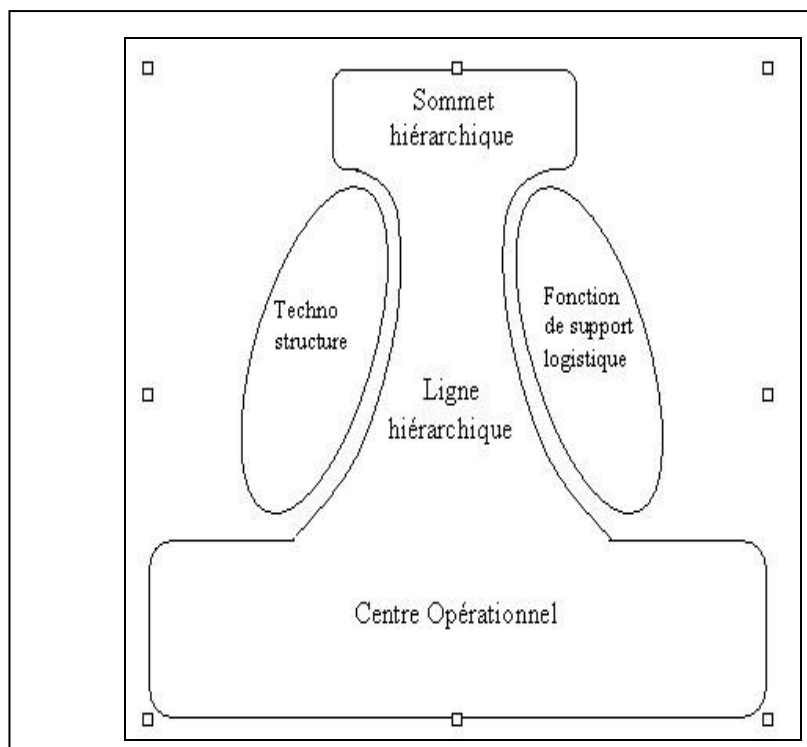 Sommet
hiérarchique
Techno
structure
Fonction
de support
logistique
Ligne
hiérarchique
Centre Opérationnel